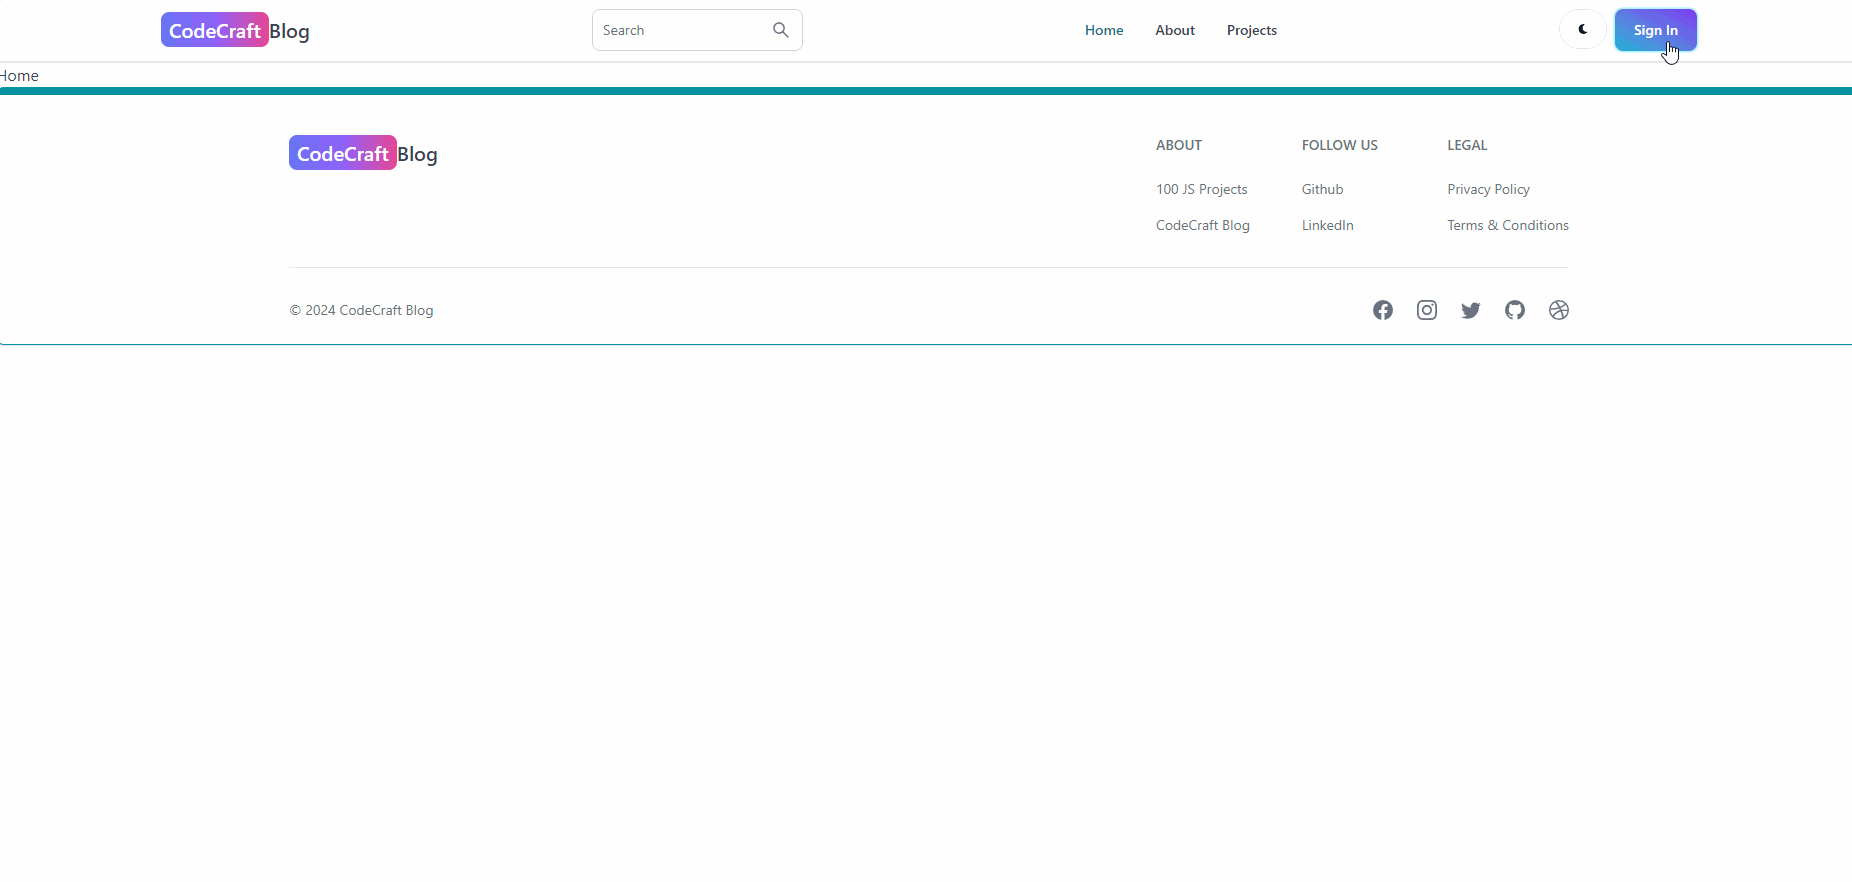 CodeCraft Blog
Search
Home
About
Projects
Sign In
Home
CodeCraft Blog
ABOUT
FOLLOW US
LEGAL
100 JS Projects
Github
Privacy Policy
CodeCraft Blog
LinkedIn
Terms & Conditions
© 2024 CodeCraft Blog